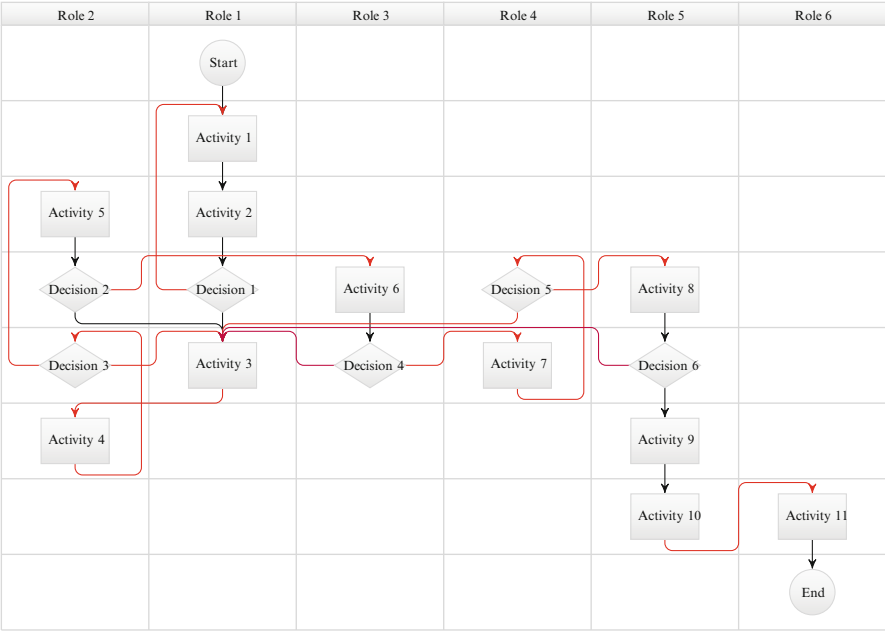 Role 2 Role 1 Role 3 Role 4 Role 5 Role 6
Start
Activity 1
Activity 5 Activity 2
Decision 2 Decision 1 Activity 6 Decision 5 Activity 8
Decision 3 Activity 3 Decision 4 Activity 7 Decision 6
Activity 4 Activity 9
Activity 10 Activity 11
End